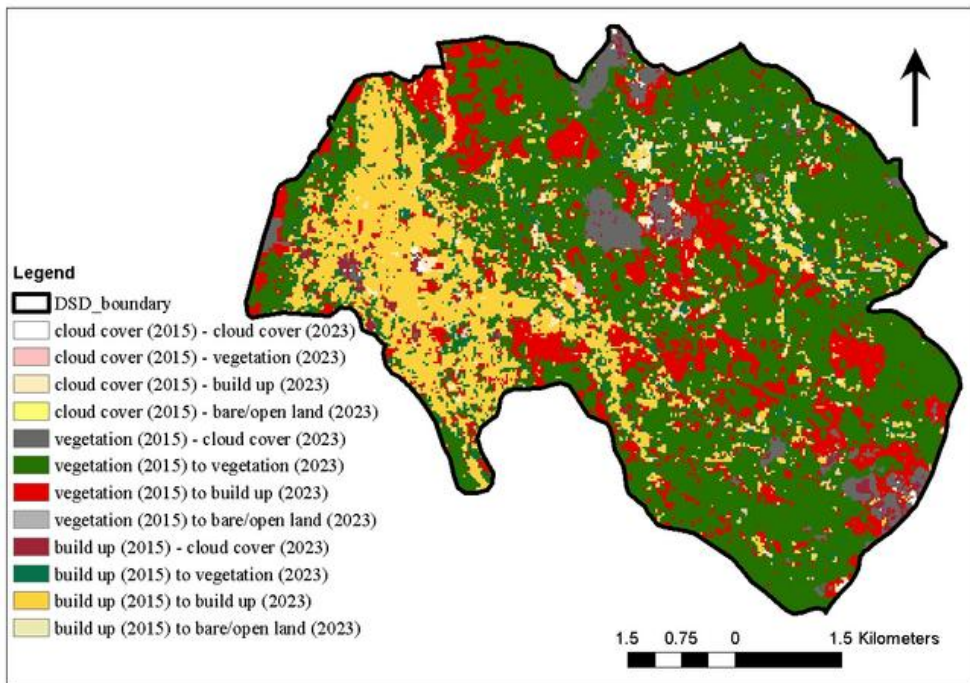 Legend
DSD_boundary
cloud cover (2015) - cloud cover (2023)
cloud cover (2015) - vegetation (2023)
cloud cover (2015) - build up (2023)
cloud cover (2015) - bare/open land (2023)
vegetation (2015) - cloud cover (2023)
vegetation (2015) to vegetation (2023)
vegetation (2015) to build up (2023)
vegetation (2015) to bare/open land (2023)
build up (2015) - cloud cover (2023)
build up (2015) to vegetation (2023)
build up (2015) to build up (2023)
build up (2015) to bare/open land (2023)
1.5 0.75 0 1.5 Kilometers